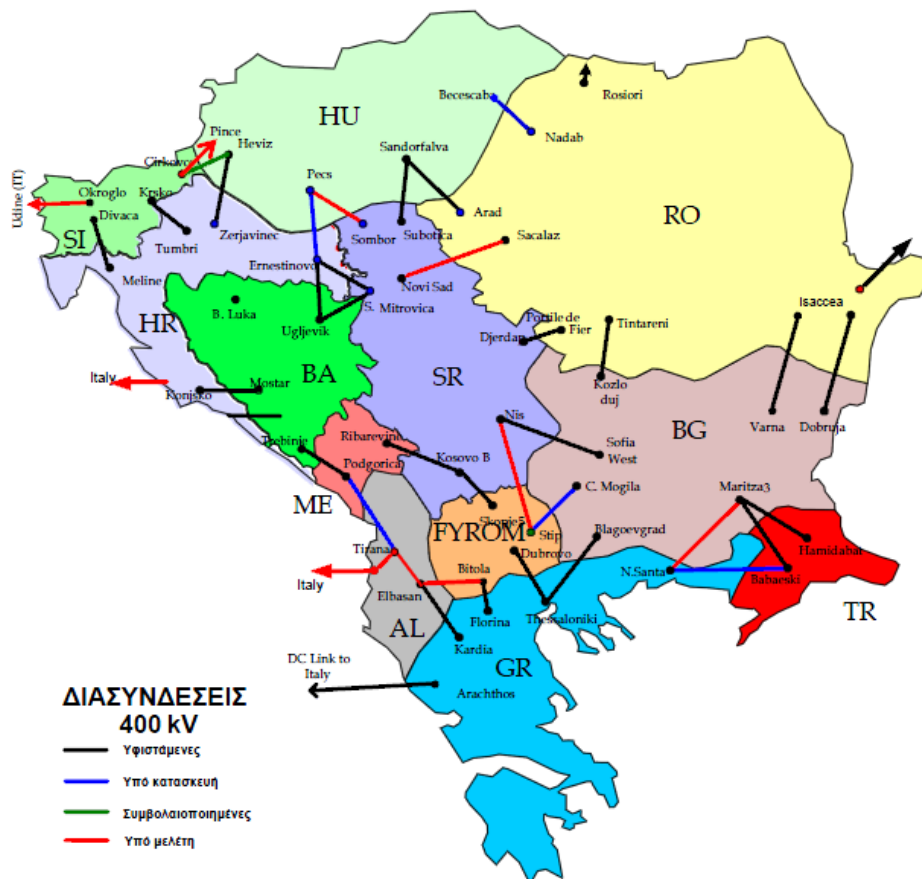 Rosiori
Becescaba
HU
Pince
Heviz
Nadab
Cirkovce
Sandorfalva
Pecs
Udine (IT)
Okroglo
Krsko
Divaca
Arad
RO
SI
Zerjavinec
Sombor
Subotica
Sacalaz
Tumbri
Meline
Ernestinovo
Novi Sad
B. Luka
S. Mitrovica
Isaccea
HR
Ugljevik
Portile de
Fier
Tintareni
Djerdap
BA
SR
Italy
Konjsko
Mostar
Kozlo
duj
Nis
BG
Varna
Dobruja
Trebinje
Ribarevine
Sofia
West
Kosovo B
Podgorica
C. Mogila
Maritza3
ME
Skopje5
FYROM
Stip
Blagoevgrad
Hamidabat
Tirana
Dubrovo
Italy
Bitola
N.Santa
Babaeski
Elbasan
TR
AL
Florina
Thessaloniki
Kardia
GR
DC Link to
Italy
Arachthos
ΔΙΑΣΥΝΔΕΣΕΙΣ
400 kV
Υφιστάμενες
Υπό κατασκευή
Συμβολαιοποιημένες
Υπό μελέτη